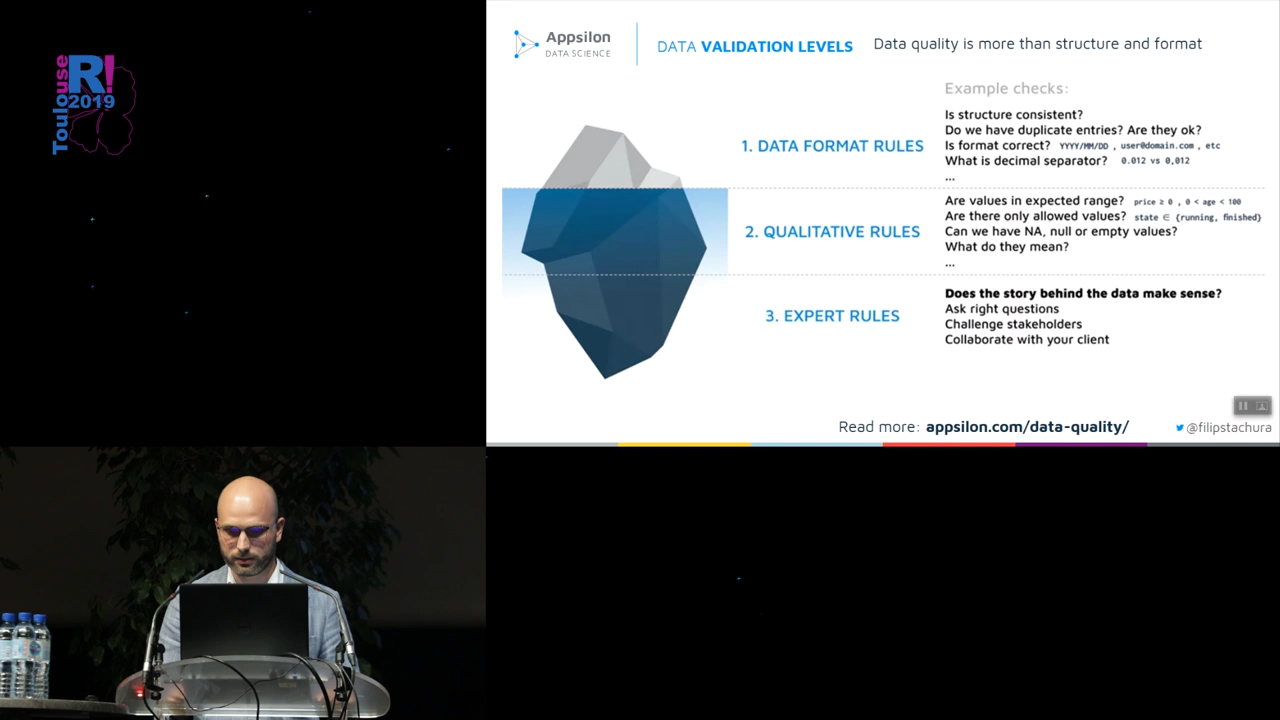 Toulouse
R!
2019
Appsilon
DATA SCIENCE
DATA VALIDATION LEVELS
Data quality is more than structure and format
Example checks:
1. DATA FORMAT RULES
Is structure consistent?
Do we have duplicate entries? Are they ok?
Is format correct? YYYY/MM/DD , user@domain.com , etc
What is decimal separator? 0.012 vs 0,012
...
2. QUALITATIVE RULES
Are values in expected range? price ≥ 0 , 0 < age < 100
Are there only allowed values? state ∈ {running, finished}
Can we have NA, null or empty values?
What do they mean?
...
3. EXPERT RULES
Does the story behind the data make sense?
Ask right questions
Challenge stakeholders
Collaborate with your client
Read more: appsilon.com/data-quality/
@filipstachura